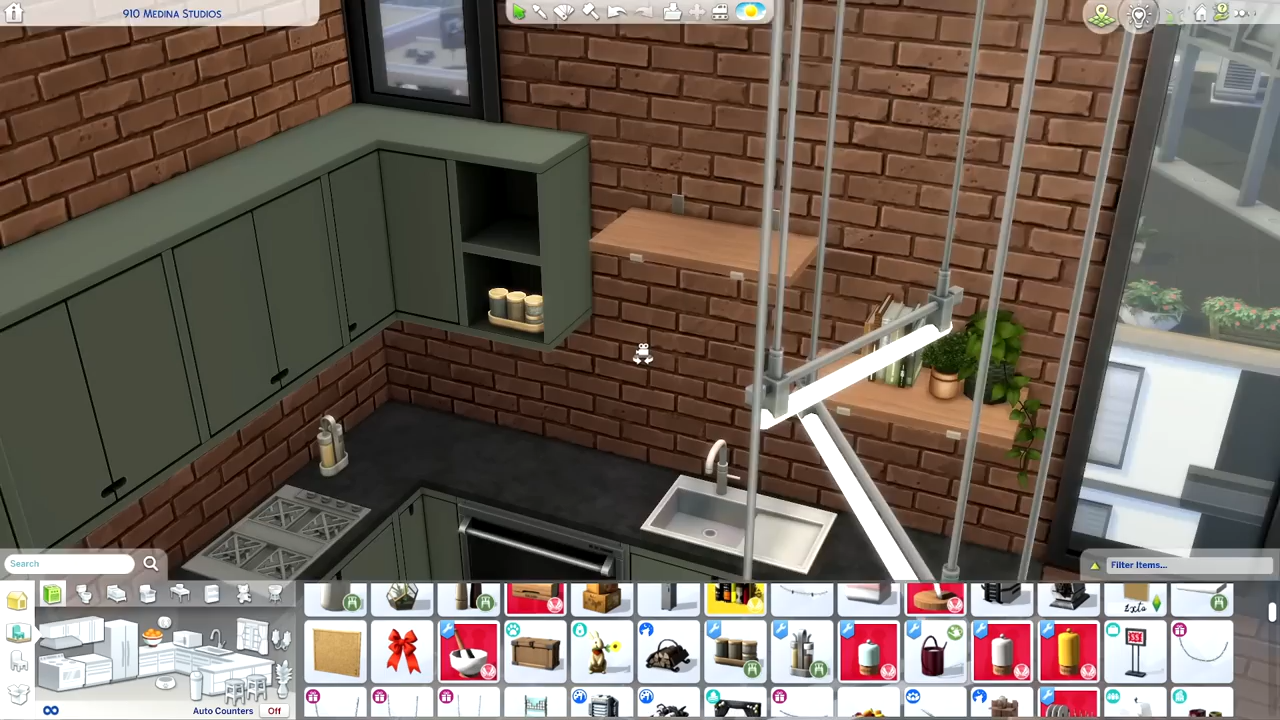 910 Medina Studios
Search
Filter Items...
Auto Counters
Off